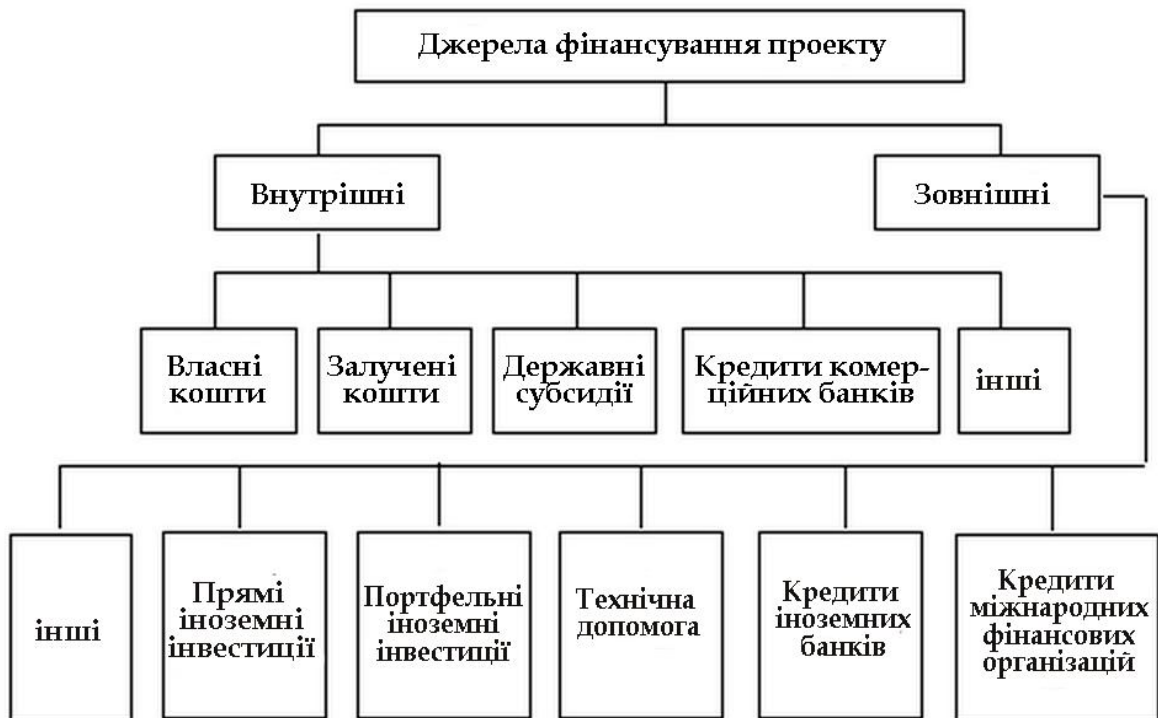 Джерела фінансування проекту
Внутрішні
Зовнішні
Власні
кошти
Залучені
кошти
Державні
субсидії
Кредити комер-
ційних банків
інші
інші
Прямі
іноземні
інвестиції
Портфельні
іноземні
інвестиції
Технічна
допомога
Кредити
іноземних
банків
Кредити
міжнародних
фінансових
організацій